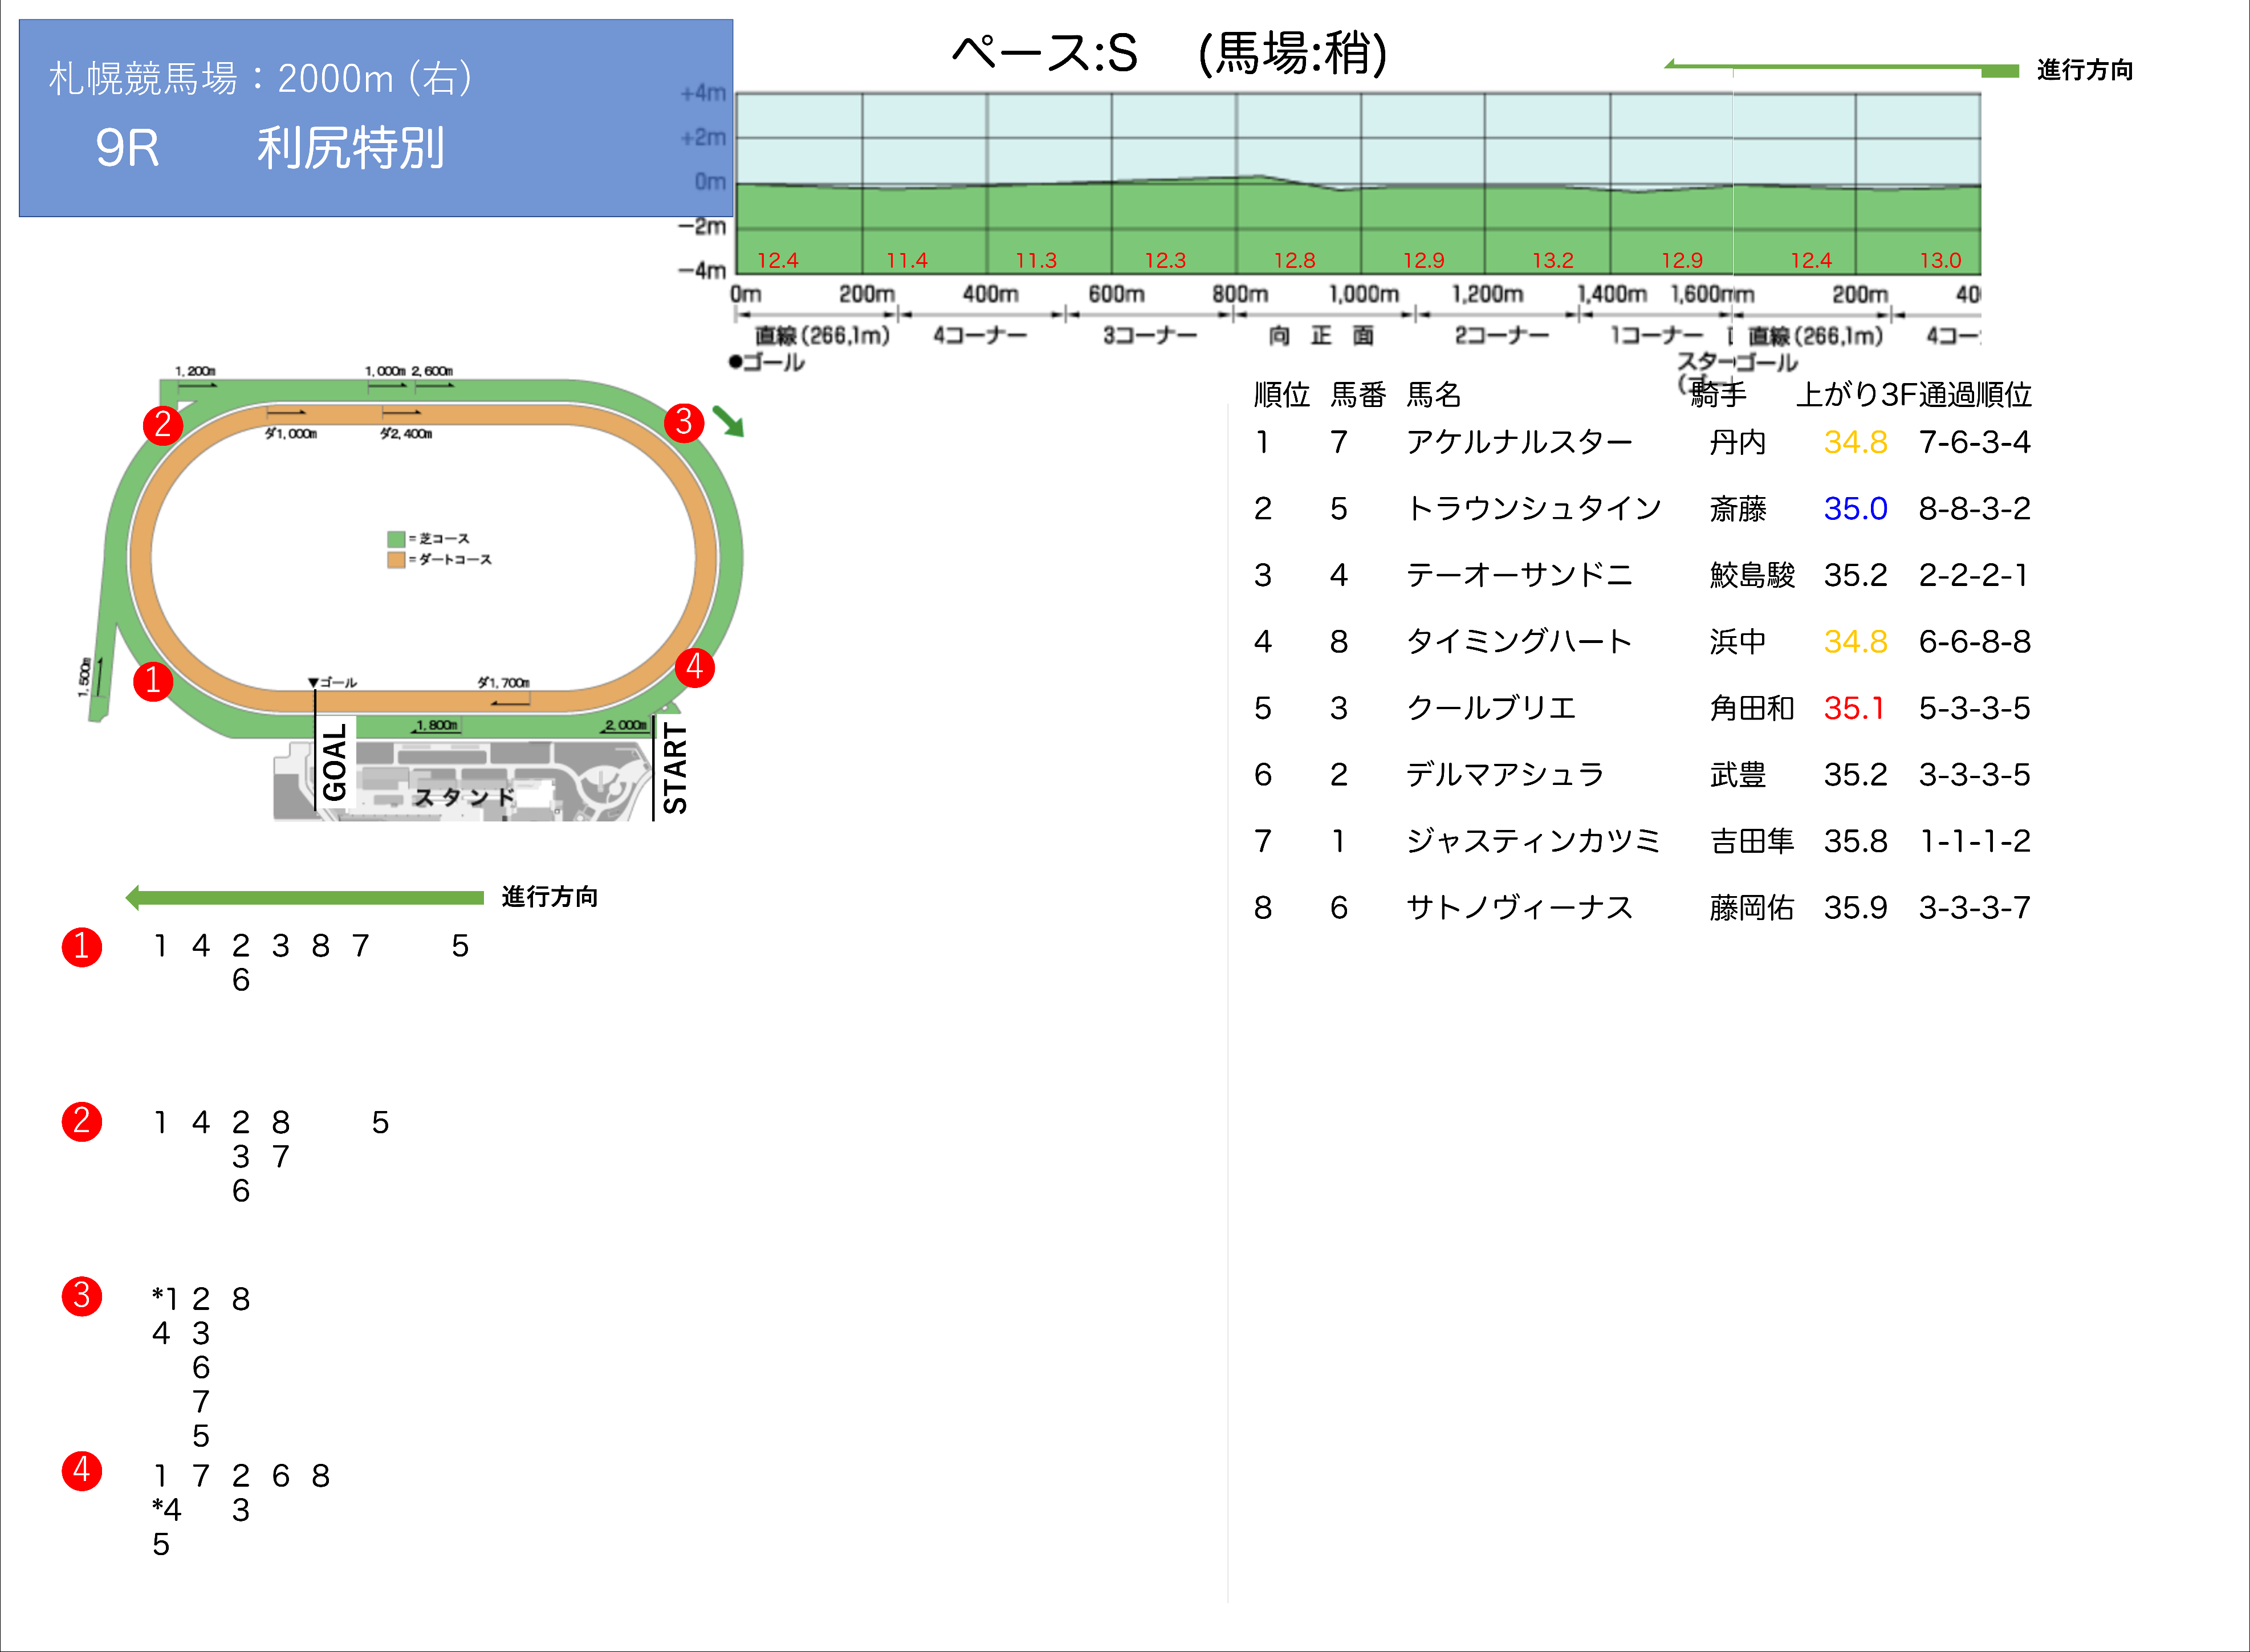 札幌競馬場：2000m（右）
9R 利尻特別
ペース:S (馬場:稍)
進行方向
+4m
+2m
0m
−2m
−4m
12.4 11.4 11.3 12.3 12.8 12.9 13.2 12.9 12.4 13.0
0m 200m 400m 600m 800m 1,000m 1,200m 1,400m 1,600m 200m
直線(266,1m) 4コーナー 3コーナー 向正面 2コーナー 1コーナー 直線(266,1m) 4コー
●ゴール ゴール
1,200m 1,000m 2,600m
ダ1,000m ダ2,400m
2 3
=芝コース
=ダートコース
1,500m
1 4
▼ゴール ダ1,700m
1,800m 2,000m
GOAL START
スタンド
進行方向
1 1 4 2 3 8 7 5
6
2 1 4 2 8 5
3 7
6
3 *1 2 8
4 3
6
7
5
4 1 7 2 6 8
*4 3
5
順位 馬番 馬名 騎手 上がり3F通過順位
1 7 アケルナルスター 丹内 34.8 7-6-3-4
2 5 トラウンシュタイン 斎藤 35.0 8-8-3-2
3 4 テーオーサンドニ 鮫島駿 35.2 2-2-2-1
4 8 タイミングハート 浜中 34.8 6-6-8-8
5 3 クールブリエ 角田和 35.1 5-3-3-5
6 2 デルマアシュラ 武豊 35.2 3-3-3-5
7 1 ジャスティンカツミ 吉田隼 35.8 1-1-1-2
8 6 サトノヴィーナス 藤岡佑 35.9 3-3-3-7